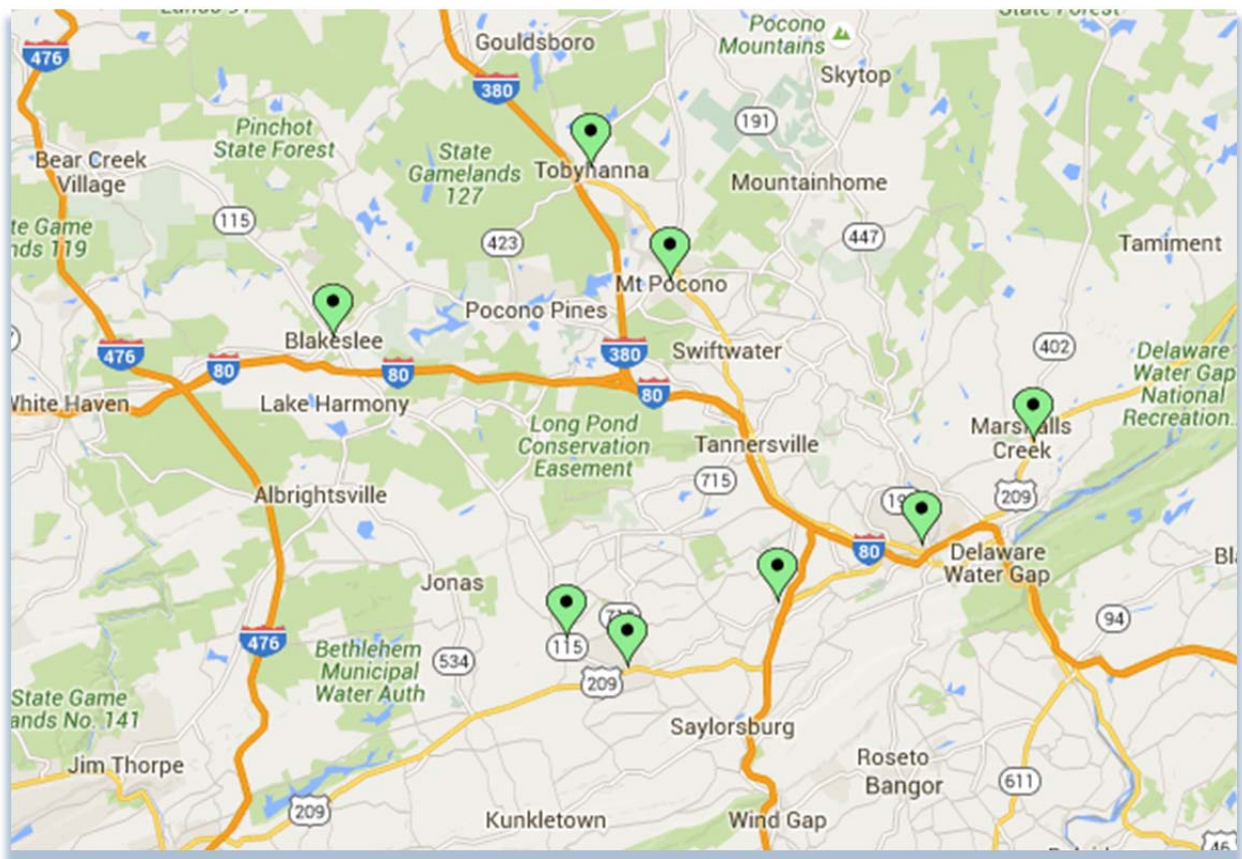 Gouldsboro
Pocono
Mountains
State Forest
476
380
Skytop
191
Pinchot
State Forest
Bear Creek
Village
State
Gamelands
127
Tobyhanna
Mountainhome
115
te Game
nds 119
423
447
Tamiment
Mt Pocono
Pocono Pines
Blakeslee
476
80
80
380
Swiftwater
402
Delaware
Water Gap
National
Recreation...
80
White Haven
Lake Harmony
Long Pond
Conservation
Easement
Tannersville
Marshalls
Creek
715
209
Albrightsville
80
Delaware
Water Gap
Jonas
94
115
476
534
209
Bethlehem
Municipal
Water Auth
State Game
ands No. 141
Saylorsburg
Jim Thorpe
Roseto
Bangor
611
209
Kunkletown
Wind Gap
46